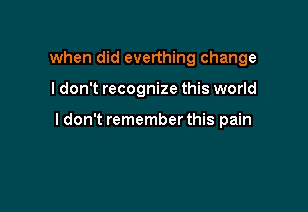 when did everthing change
I don't recognize this world
I don't remember this pain